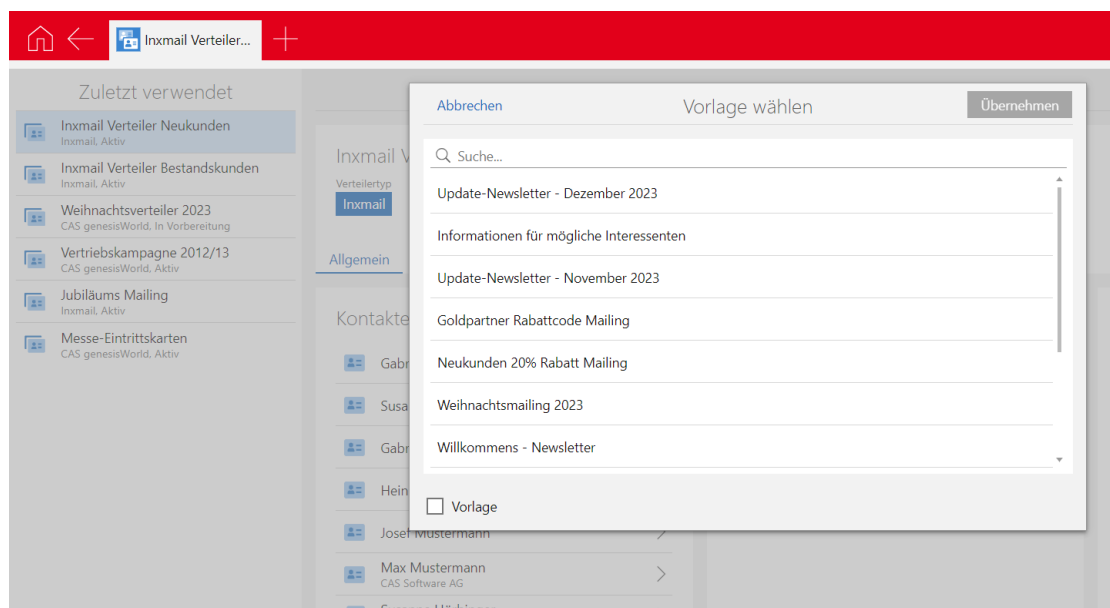 Inxmail Verteiler...
Zuletzt verwendet
Inxmail Verteiler Neukunden
Inxmail, Aktiv
Inxmail Verteiler Bestandskunden
Inxmail, Aktiv
Weihnachtsverteiler 2023
CAS genesisWorld, In Vorbereitung
Vertriebskampagne 2012/13
CAS genesisWorld, Aktiv
Jubiläums Mailing
Inxmail, Aktiv
Messe-Eintrittskarten
CAS genesisWorld, Aktiv
Inxmail V
Verteilertyp
Inxmail
Allgemein
Kontakte
Gabr
Susa
Gabr
Hein
Josef Mustermann
Max Mustermann
CAS Software AG
Abbrechen
Vorlage wählen
Übernehmen
Suche...
Update-Newsletter - Dezember 2023
Informationen für mögliche Interessenten
Update-Newsletter - November 2023
Goldpartner Rabattcode Mailing
Neukunden 20% Rabatt Mailing
Weihnachtsmailing 2023
Willkommens - Newsletter
Vorlage